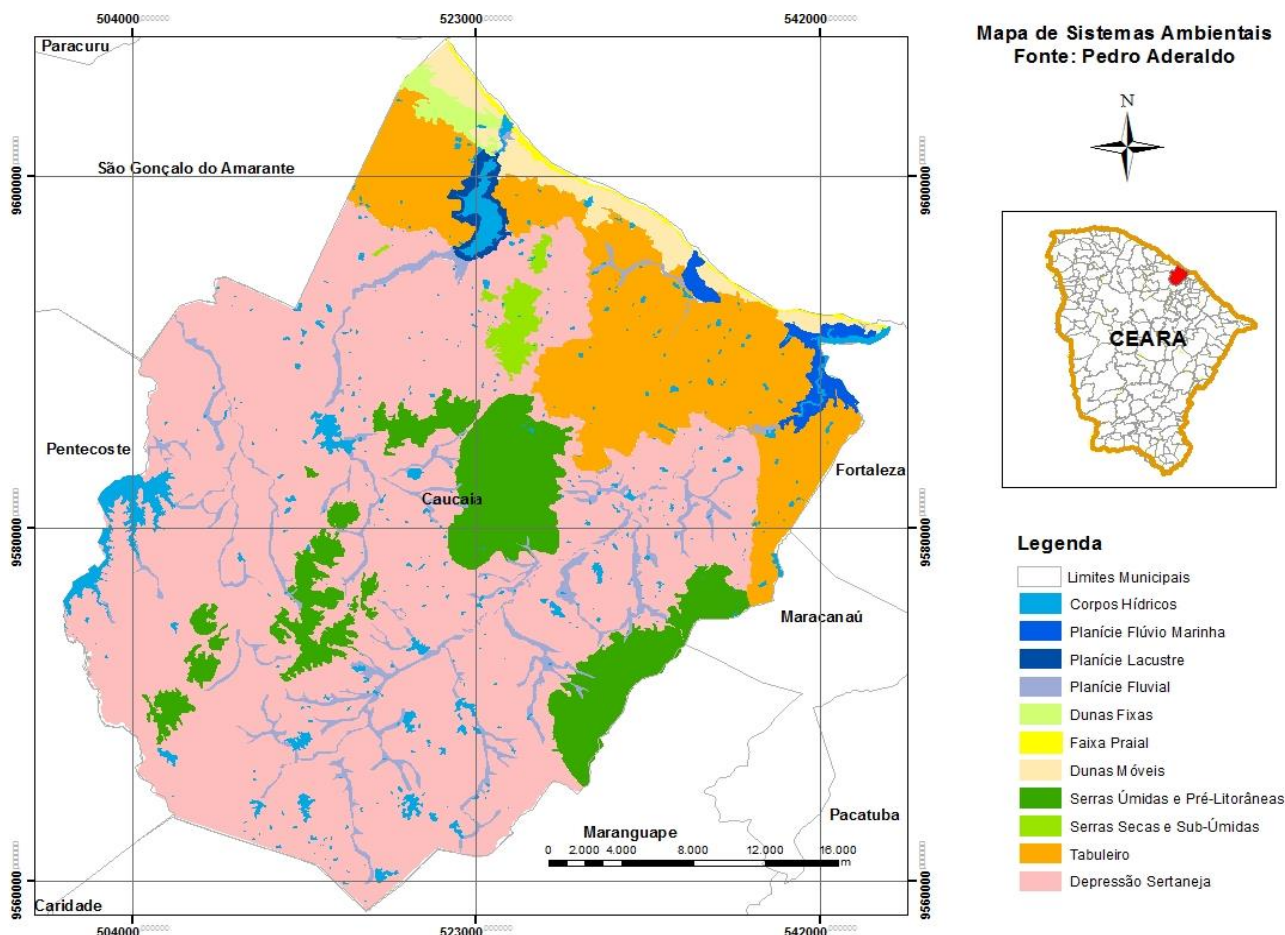 504000
523000
542000
Paracuru
São Gonçalo do Amarante
Pentecoste
Caucaia
Fortaleza
Maracanaú
Pacatuba
Maranguape
Caridade
0 2.000 4.000 8.000 12.000 16.000
m
9600000
9580000
9560000
9600000
9580000
9560000
504000
523000
542000
Mapa de Sistemas Ambientais
Fonte: Pedro Aderaldo
N
CEARA
Legenda
Limites Municipais
Corpos Hídricos
Planície Flúvio Marinha
Planície Lacustre
Planície Fluvial
Dunas Fixas
Faixa Praial
Dunas Móveis
Serras Úmidas e Pré-Litorâneas
Serras Secas e Sub-Úmidas
Tabuleiro
Depressão Sertaneja